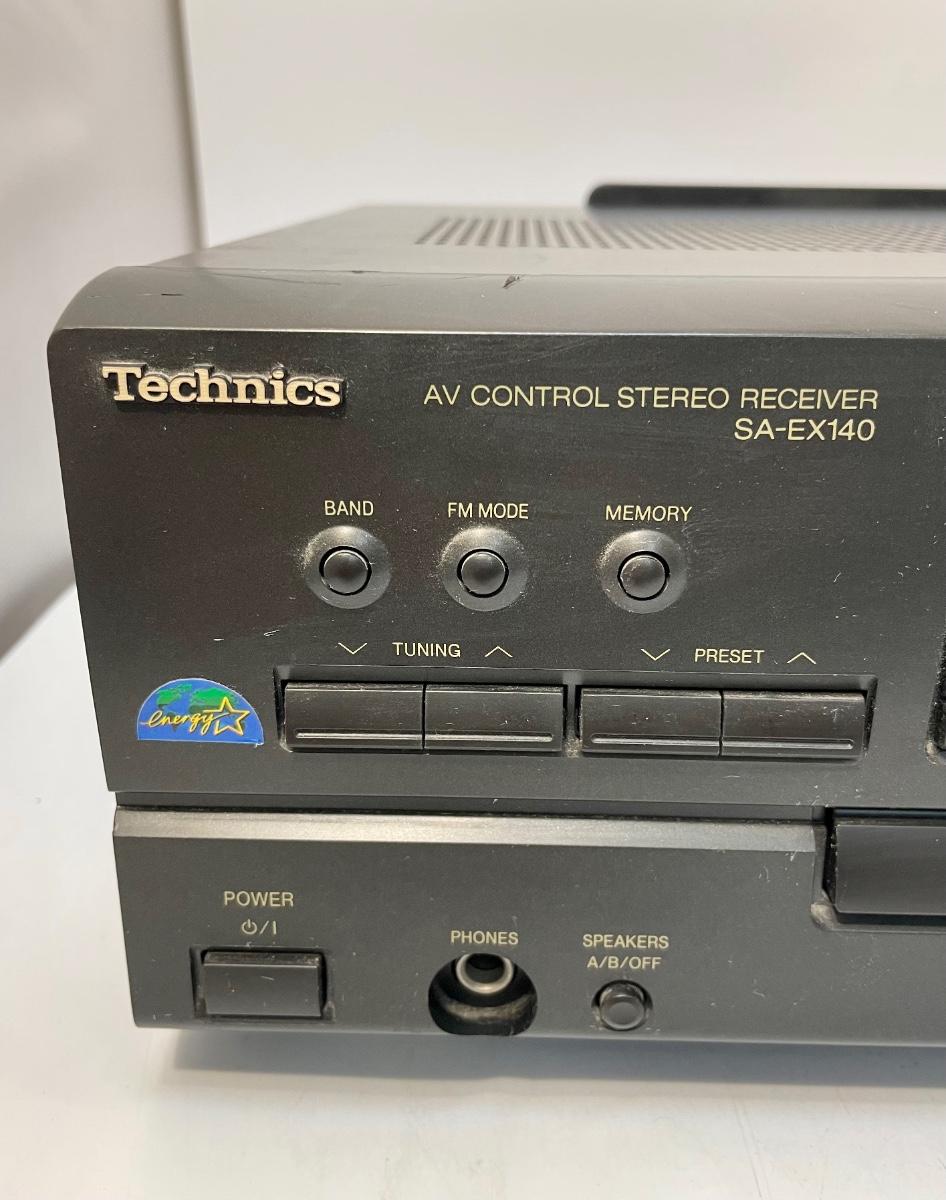 Technics
AV CONTROL STEREO RECEIVER
SA-EX140
BAND
FM MODE
MEMORY
TUNING
PRESET
energy
POWER
⏻/I
PHONES
SPEAKERS
A/B/OFF